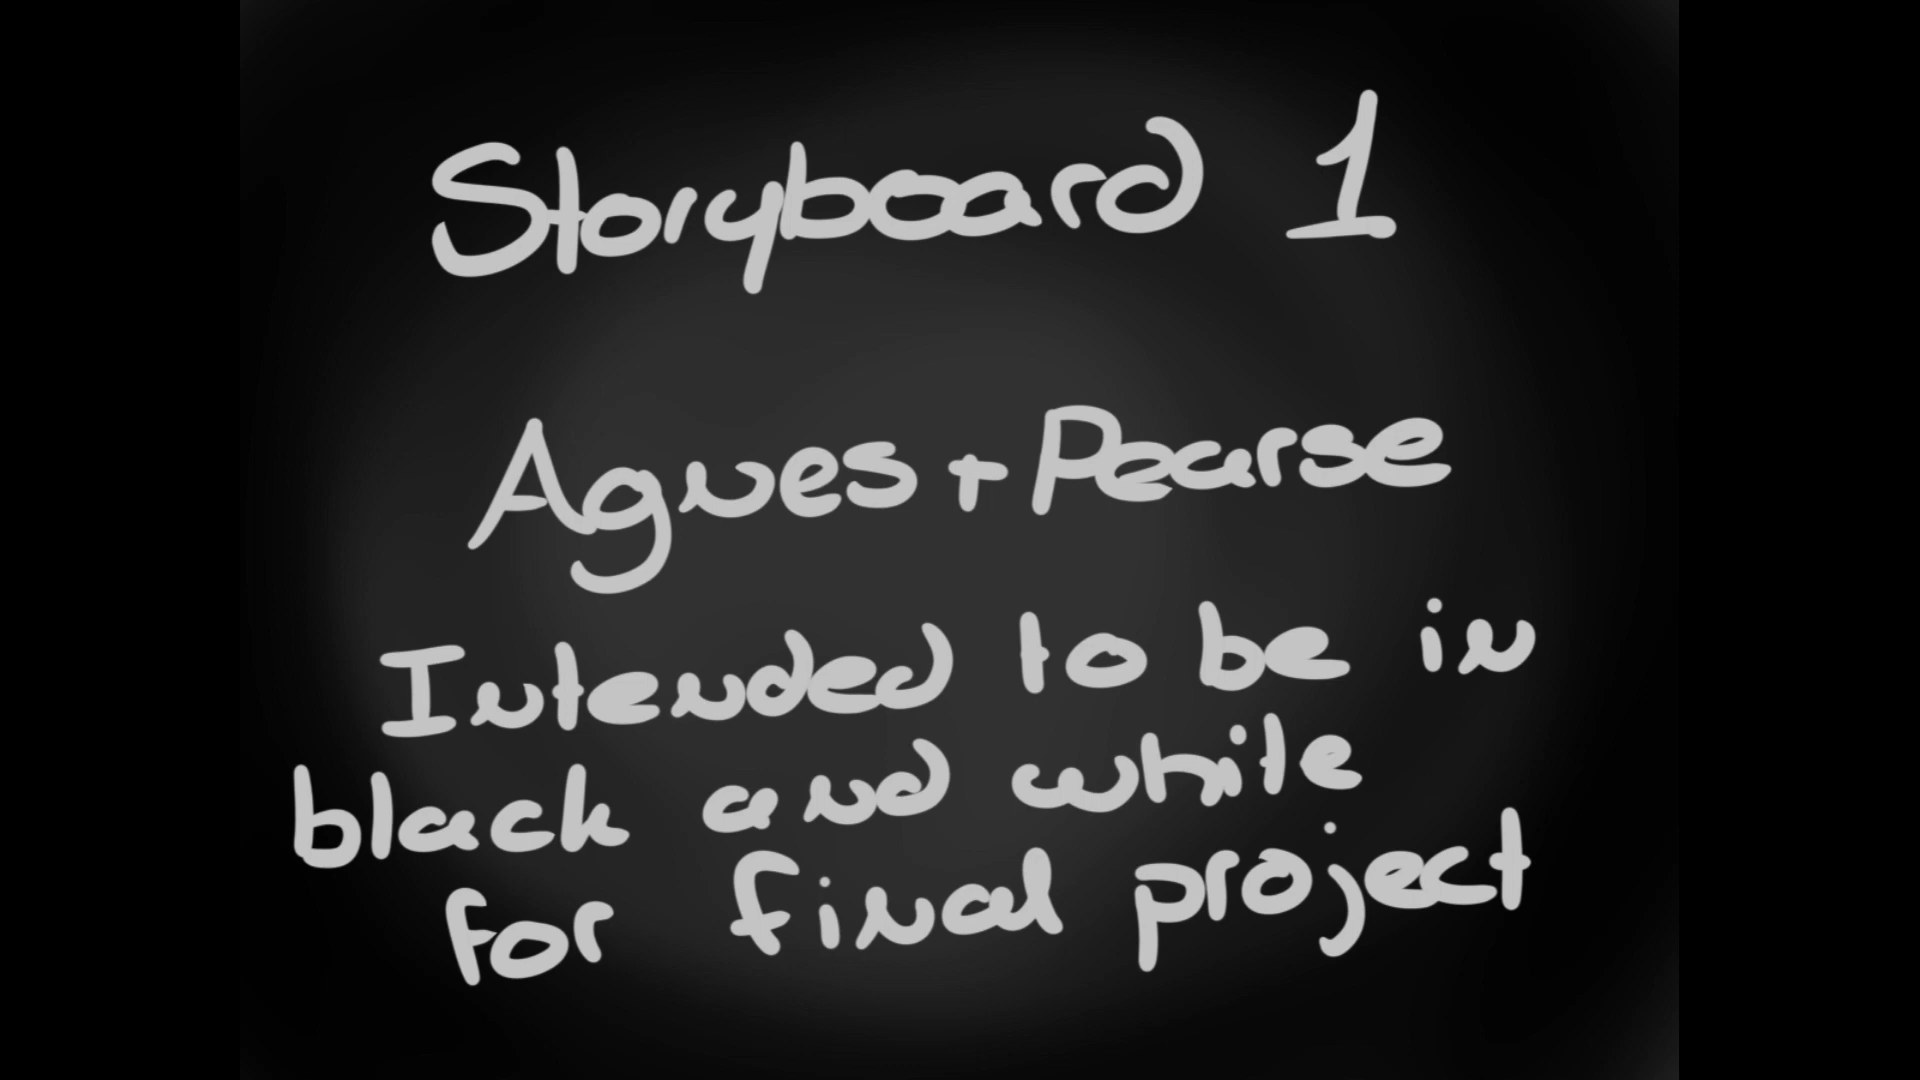 Storyboard 1
Agnes + Pearse
Intended to be in
black and white
for final project